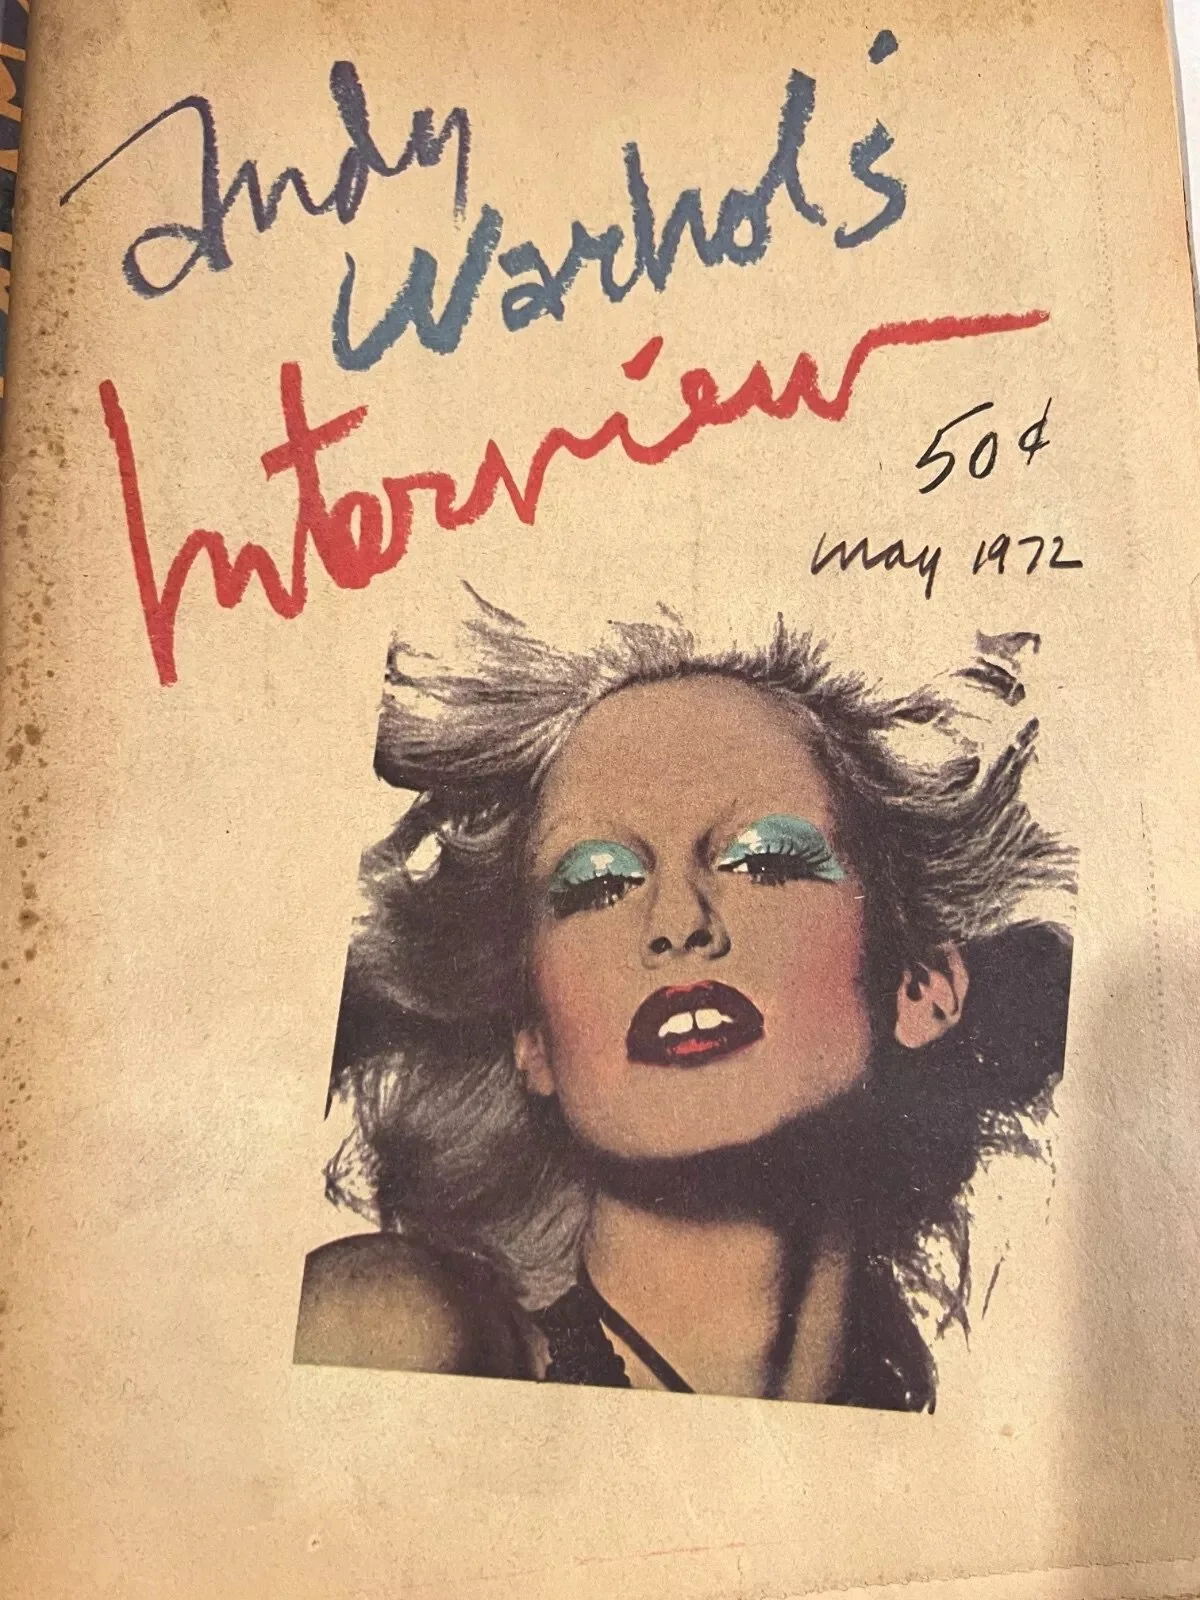 Andy
Warhol's
Interview
50¢
May 1972